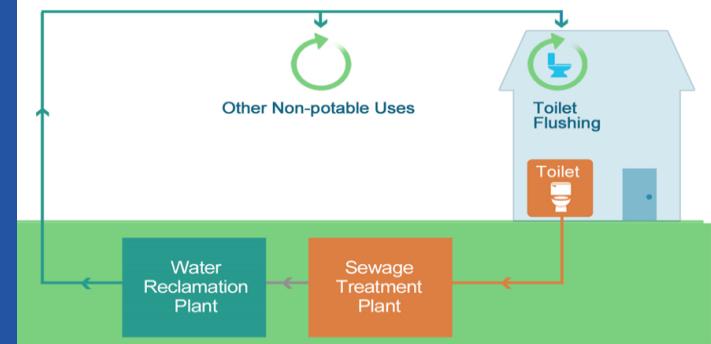 Other Non-potable Uses
Toilet
Flushing
Toilet
Water
Reclamation
Plant
Sewage
Treatment
Plant